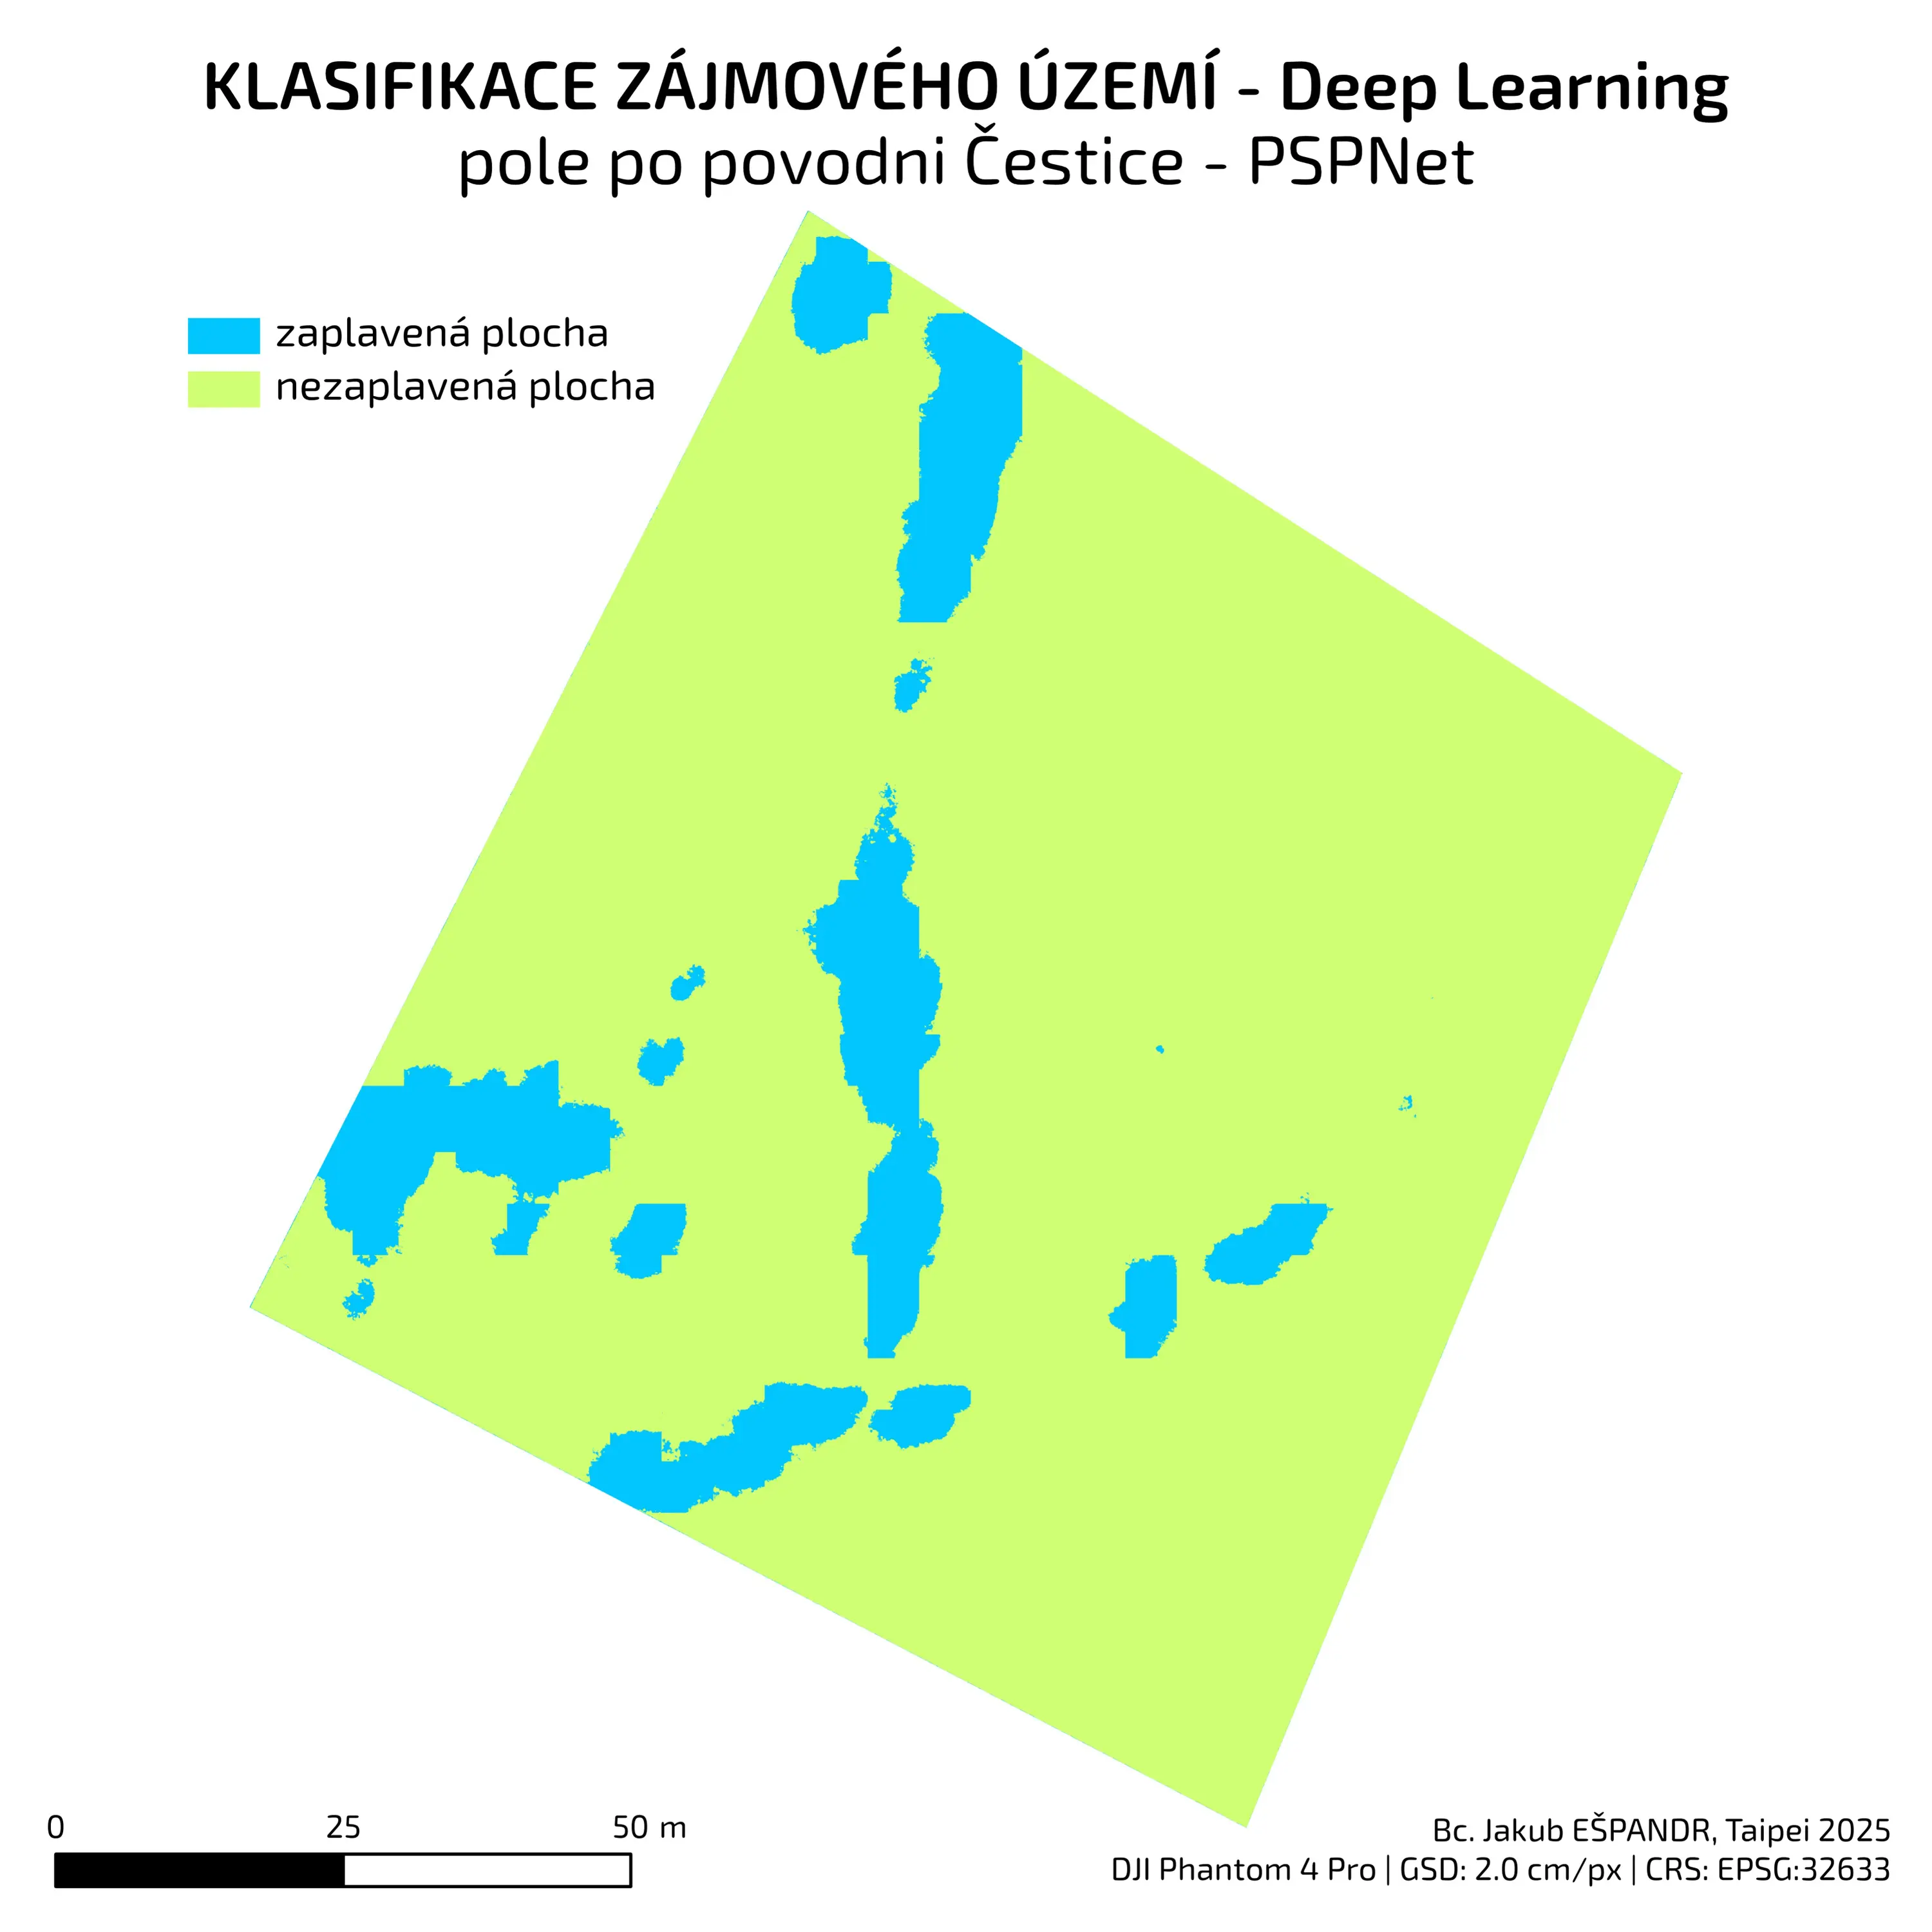 KLASIFIKACE ZÁJMOVÉHO ÚZEMÍ - Deep Learning
pole po povodni Čestice - PSPNet
zaplavená plocha
nezaplavená plocha
0 25 50 m
Bc. Jakub EŠPANDR, Taipei 2025
DJI Phantom 4 Pro | GSD: 2.0 cm/px | CRS: EPSG:32633